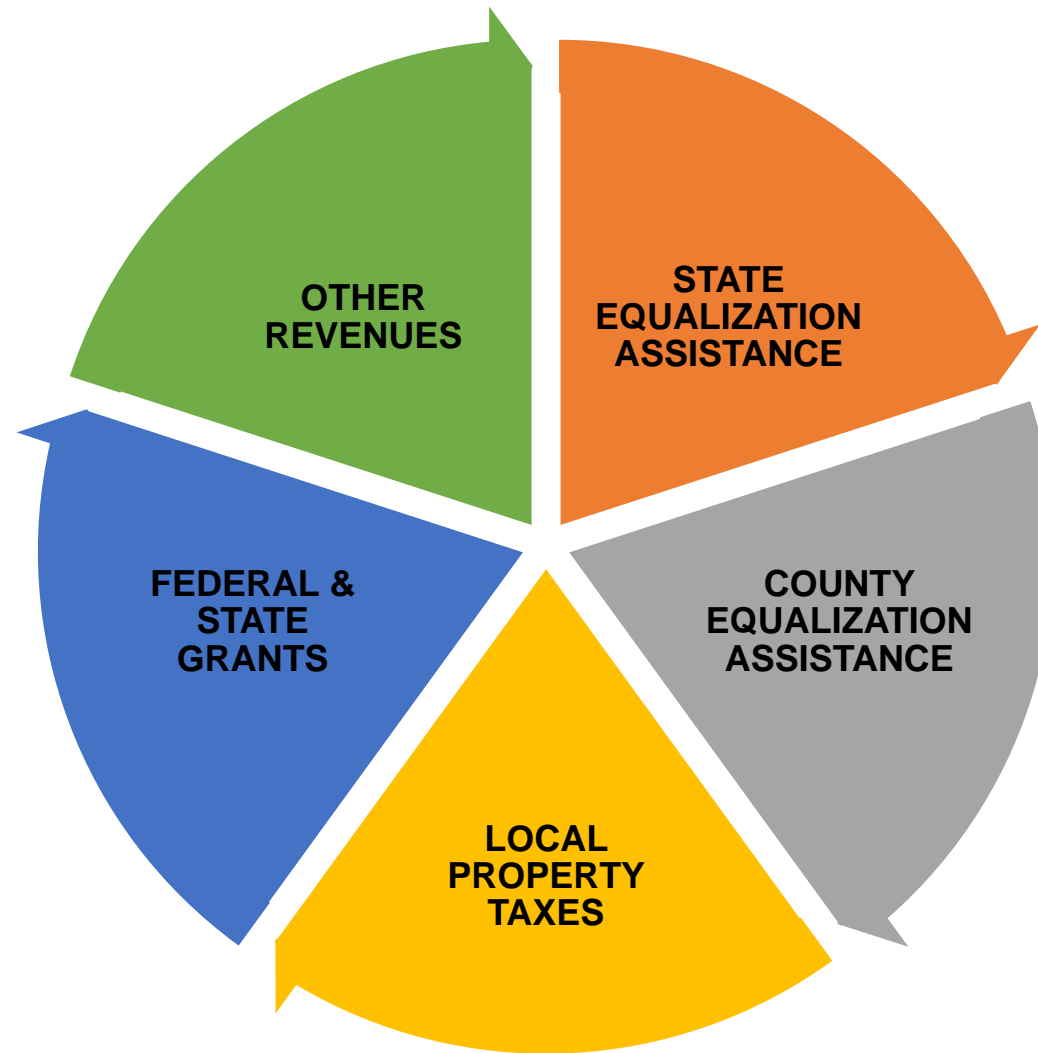 OTHER
REVENUES
STATE
EQUALIZATION
ASSISTANCE
FEDERAL &
STATE
GRANTS
COUNTY
EQUALIZATION
ASSISTANCE
LOCAL
PROPERTY
TAXES